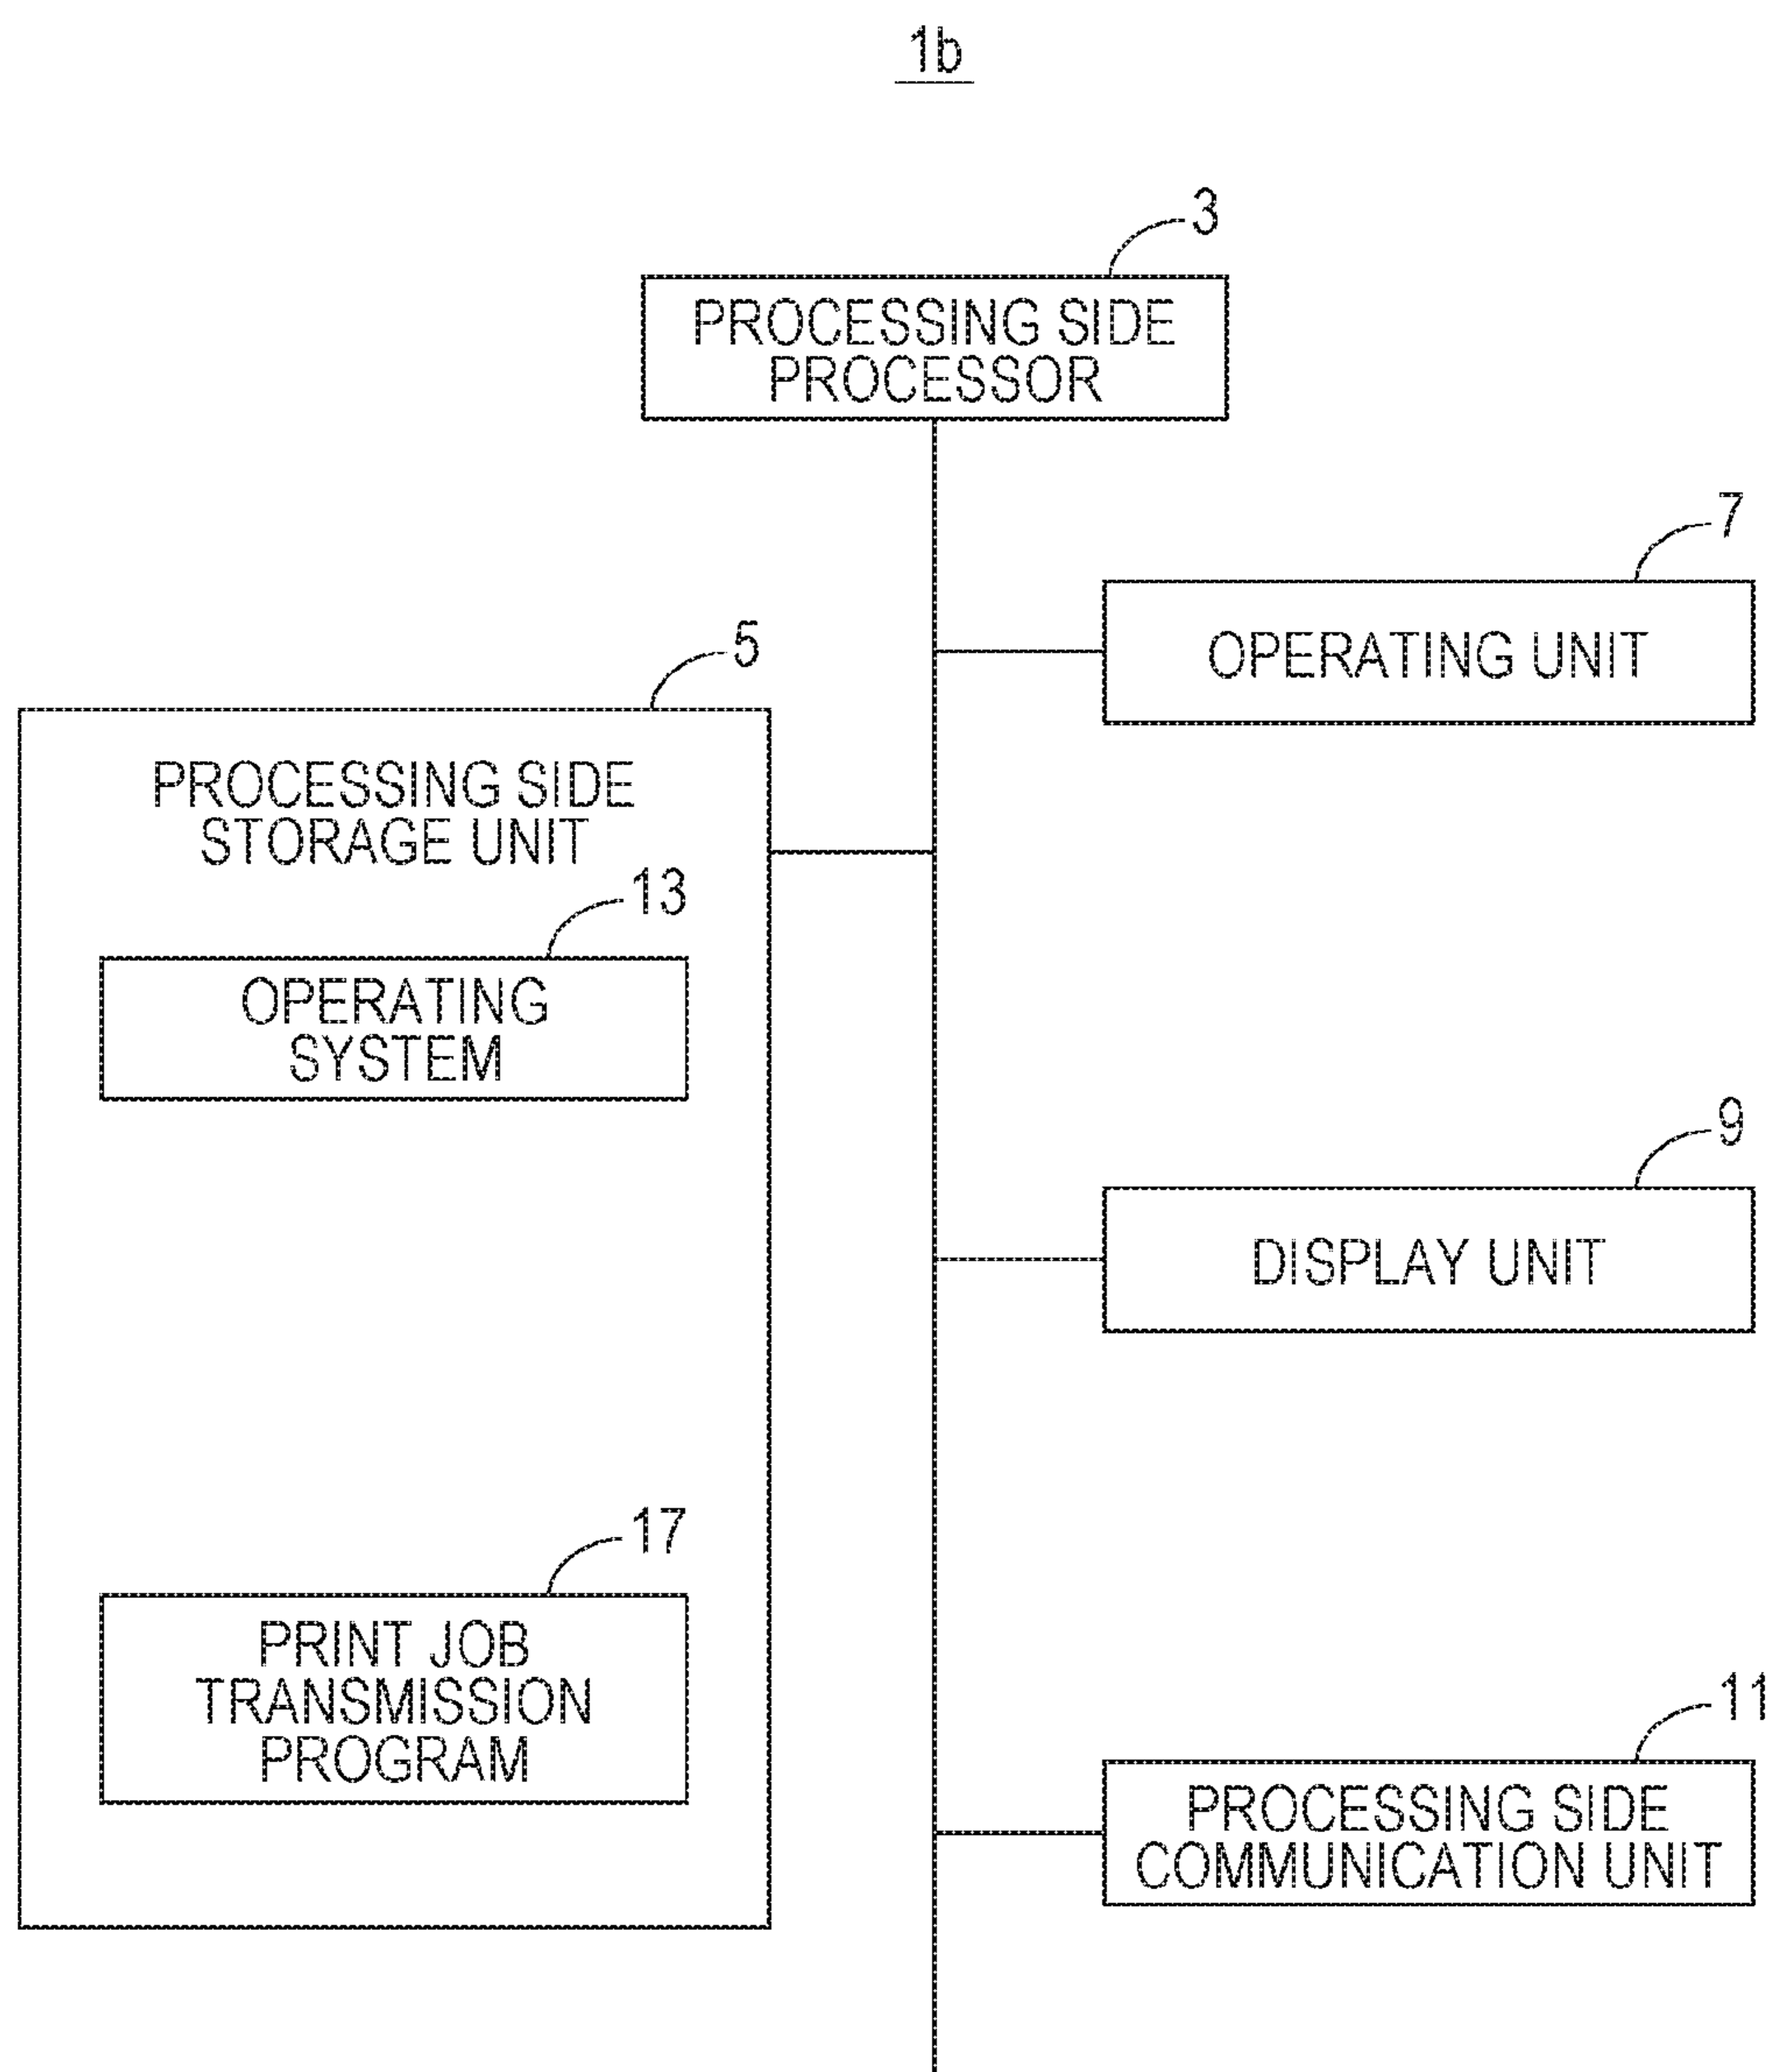 1b
3
PROCESSING SIDE
PROCESSOR
7
OPERATING UNIT
5
PROCESSING SIDE
STORAGE UNIT
13
OPERATING
SYSTEM
9
DISPLAY UNIT
17
PRINT JOB
TRANSMISSION
PROGRAM
11
PROCESSING SIDE
COMMUNICATION UNIT